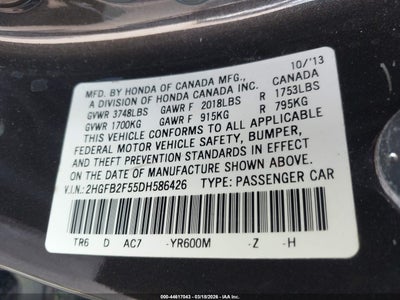 10/'13
MFD. BY HONDA OF CANADA MFG., CANADA
A DIVISION OF HONDA CANADA INC.
GVWR 3748LBS GAWR F 2018LBS R 1753LBS
GVWR 1700KG GAWR F 915KG R 795KG
THIS VEHICLE CONFORMS TO ALL APPLICABLE
FEDERAL MOTOR VEHICLE SAFETY, BUMPER,
AND THEFT PREVENTION STANDARDS IN EFFECT
ON THE DATE OF MANUFACTURE SHOWN ABOVE.
V.I.N.: 2HGFB2F55DH586426 TYPE: PASSENGER CAR
TR6 D AC7 -YR600M -Z -H
000 - 44617043 - 03/18/2026 - IAA Inc.